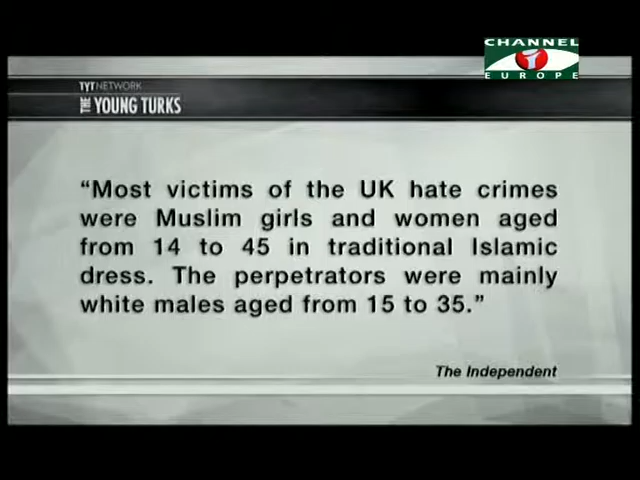 CHANNEL
i
EUROPE
TYT NETWORK
THE YOUNG TURKS
“Most victims of the UK hate crimes
were Muslim girls and women aged
from 14 to 45 in traditional Islamic
dress. The perpetrators were mainly
white males aged from 15 to 35.”
The Independent